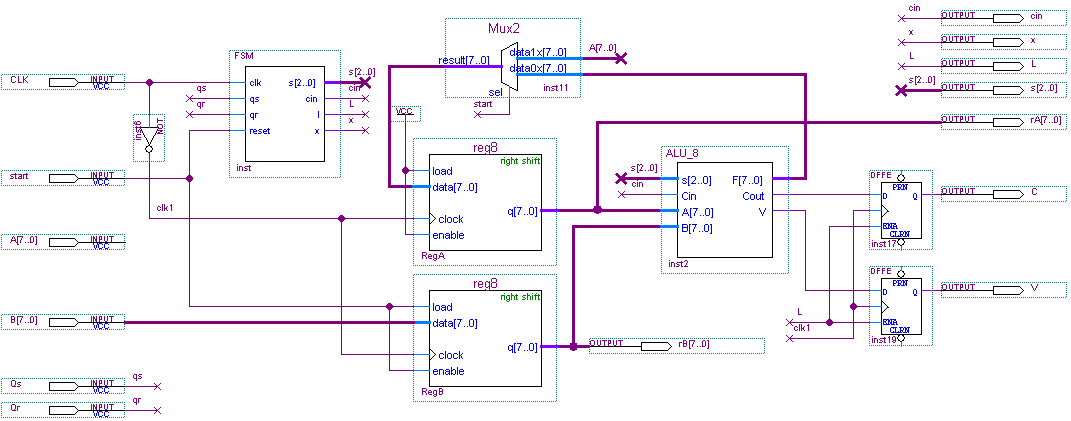 CLK
INPUT
VCC
inst6
NOT
FSM
clk
qs
qr
reset
s[2..0]
cin
l
x
inst
qs
qr
s[2..0]
cin
L
x
Mux2
result[7..0]
data1x[7..0]
data0x[7..0]
sel
inst11
start
A[7..0]
VCC
start
INPUT
VCC
clk1
A[7..0]
INPUT
VCC
B[7..0]
INPUT
VCC
Qs
INPUT
VCC
qs
Qr
INPUT
VCC
qr
reg8
right shift
load
data[7..0]
clock
enable
q[7..0]
RegA
reg8
right shift
load
data[7..0]
clock
enable
q[7..0]
RegB
OUTPUT
rB[7..0]
ALU_8
s[2..0]
cin
s[2..0]
Cin
A[7..0]
B[7..0]
F[7..0]
Cout
V
inst2
DFFE
PRN
D
Q
ENA
CLRN
inst17
DFFE
PRN
D
Q
ENA
CLRN
inst19
L
clk1
cin
OUTPUT
cin
x
OUTPUT
x
L
OUTPUT
L
s[2..0]
OUTPUT
s[2..0]
OUTPUT
rA[7..0]
OUTPUT
C
OUTPUT
V